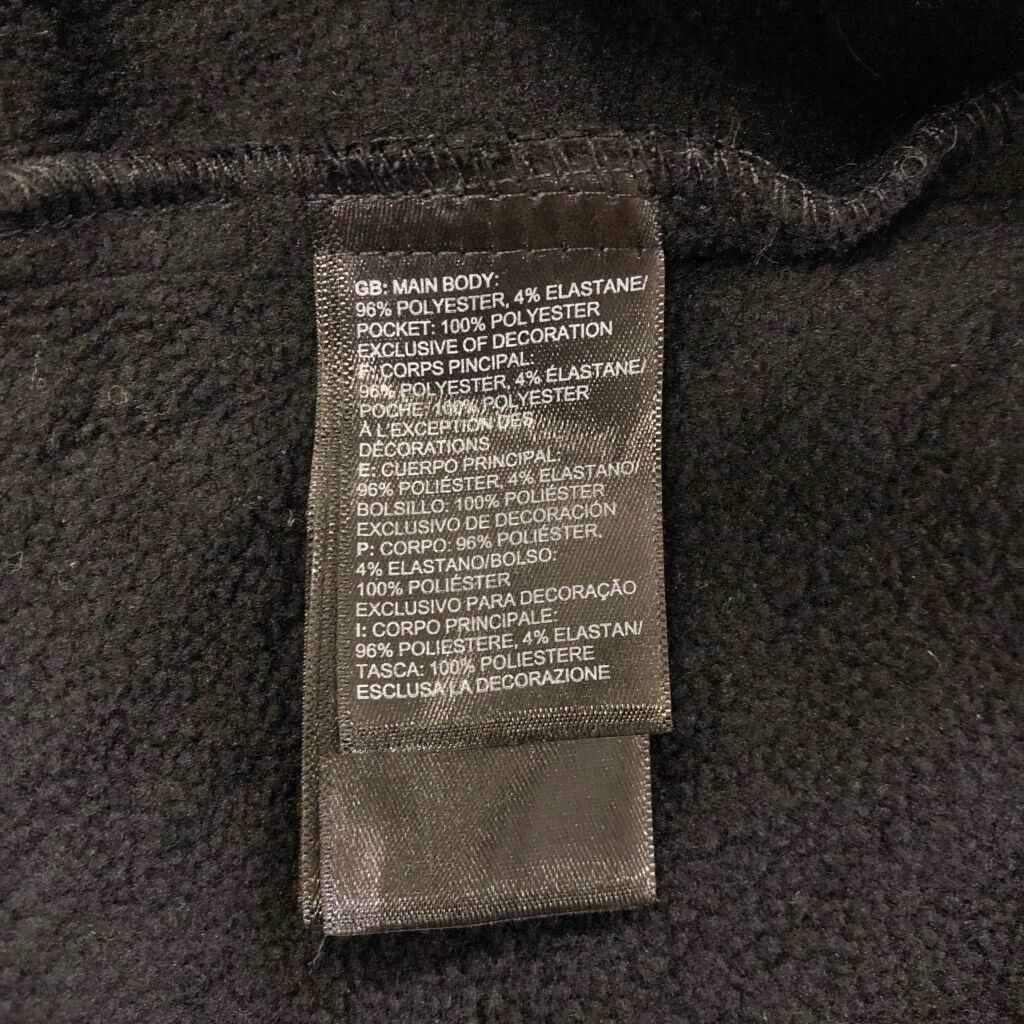 GB: MAIN BODY:
96% POLYESTER, 4% ELASTANE/
POCKET: 100% POLYESTER
EXCLUSIVE OF DECORATION
F: CORPS PINCIPAL:
96% POLYESTER, 4% ÉLASTANE/
POCHE: 100% POLYESTER
À L'EXCEPTION DES
DÉCORATIONS
E: CUERPO PRINCIPAL:
96% POLIÉSTER, 4% ELASTANO/
BOLSILLO: 100% POLIÉSTER
EXCLUSIVO DE DECORACIÓN
P: CORPO: 96% POLIÉSTER,
4% ELASTANO/BOLSO:
100% POLIÉSTER
EXCLUSIVO PARA DECORAÇÃO
I: CORPO PRINCIPALE:
96% POLIESTERE, 4% ELASTAN/
TASCA: 100% POLIESTERE
ESCLUSA LA DECORAZIONE